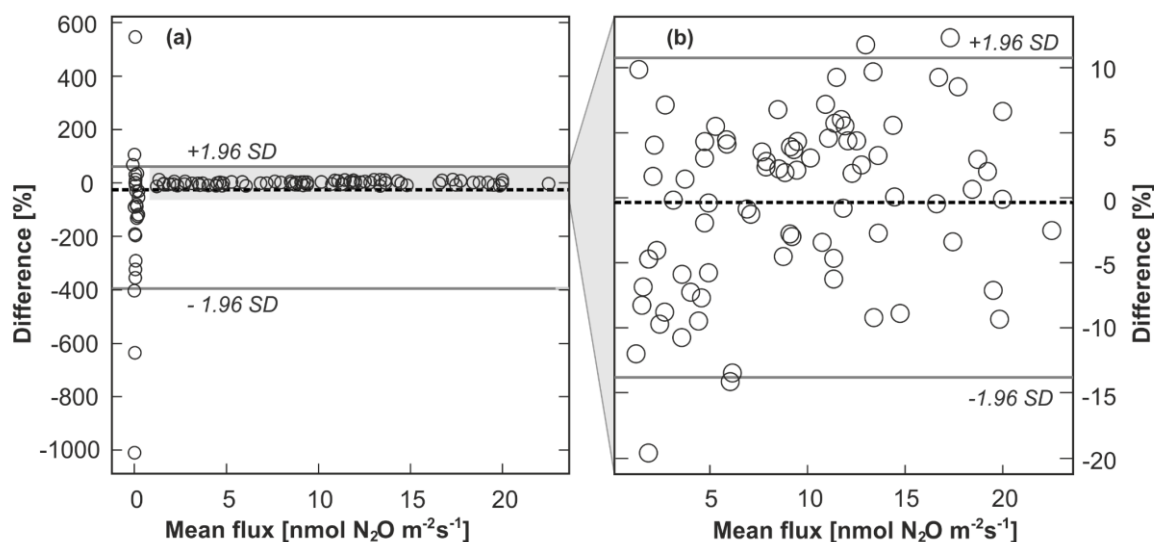 (a)
600
400
200
0
-200
-400
-600
-800
-1000
Difference [%]
+1.96 SD
- 1.96 SD
0 5 10 15 20
Mean flux [nmol N₂O m⁻²s⁻¹]
(b)
+1.96 SD
-1.96 SD
10
5
0
-5
-10
-15
-20
Difference [%]
5 10 15 20
Mean flux [nmol N₂O m⁻²s⁻¹]